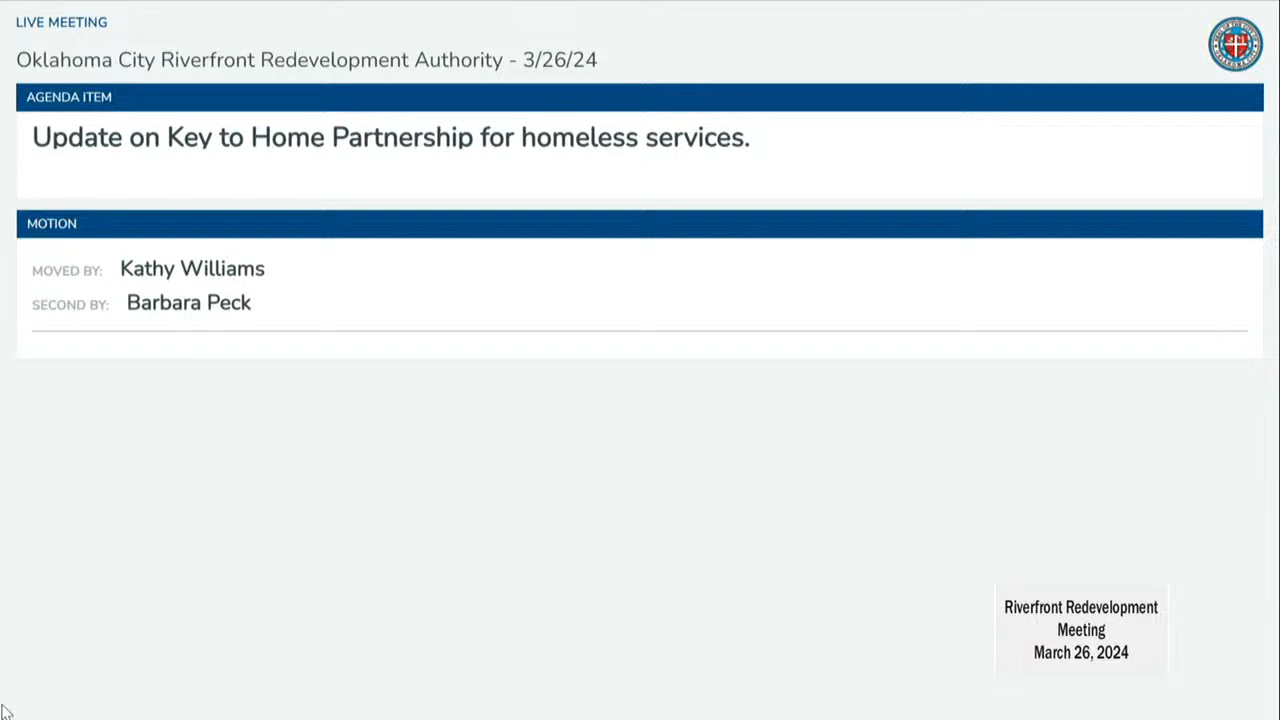 LIVE MEETING
Oklahoma City Riverfront Redevelopment Authority - 3/26/24
AGENDA ITEM
Update on Key to Home Partnership for homeless services.
MOTION
MOVED BY: Kathy Williams
SECOND BY: Barbara Peck
Riverfront Redevelopment
Meeting
March 26, 2024